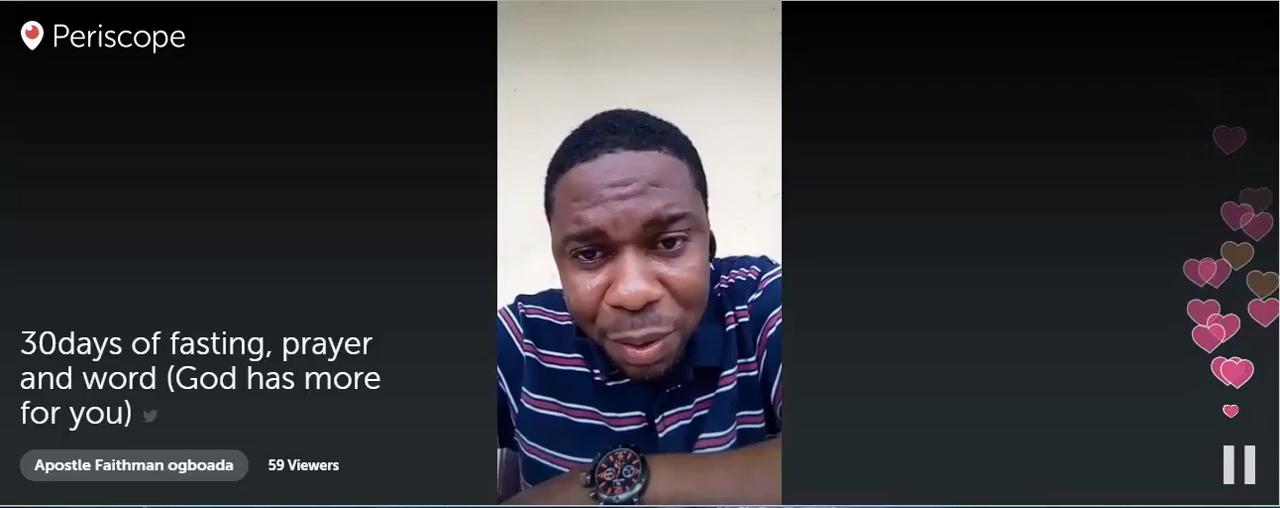 Periscope
30days of fasting, prayer
and word (God has more
for you)
Apostle Faithman ogboada
59 Viewers